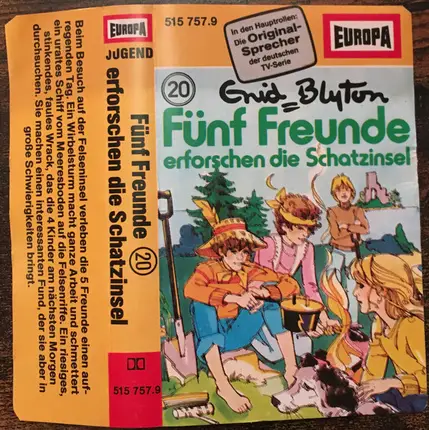 Beim Besuch auf der Felseninsel verleben die 5 Freunde einen auf-
regenden Tag. Ein Wirbelsturm macht ganze Arbeit und schmettert
ein uraltes Schiff vom Meeresboden auf die Felsenriffe. Ein riesiges,
stinkendes, faules Wrack, das die 4 Kinder am nächsten Morgen
durchsuchen. Sie machen einen interessanten Fund, der sie aber in
große Schwierigkeiten bringt.
EUROPA
JUGEND
515 757.9
Fünf Freunde 20
erforschen die Schatzinsel
515 757.9
In den Hauptrollen:
Die Original-
Sprecher
der deutschen
TV-Serie
EUROPA
20
Enid Blyton
Fünf Freunde
erforschen die Schatzinsel